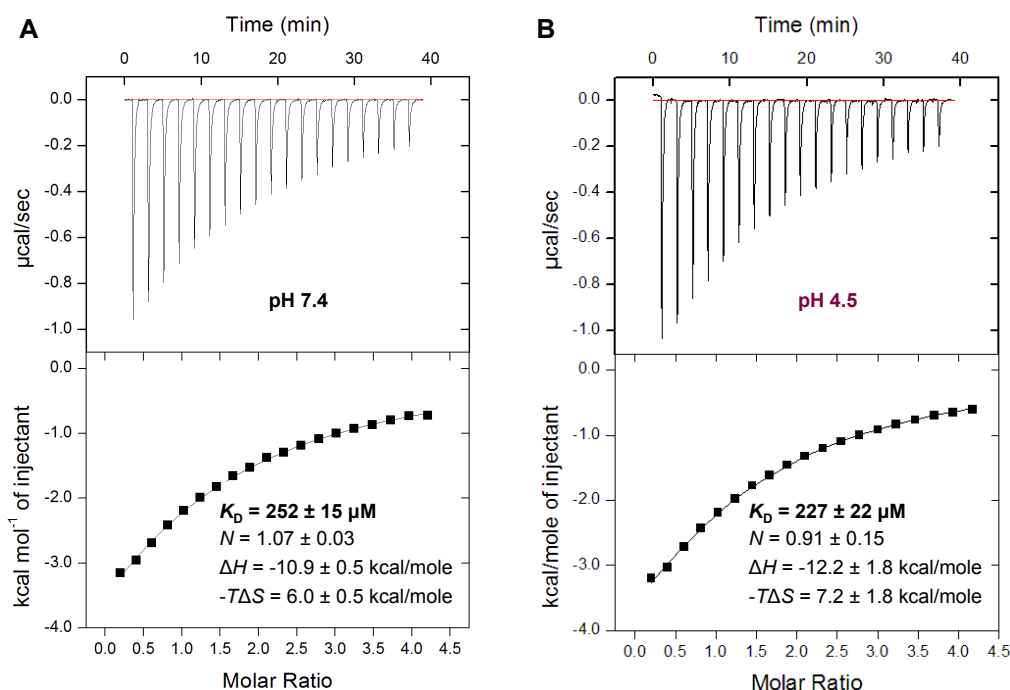 A
Time (min)
0 10 20 30 40
0.0
-0.2
-0.4
-0.6
-0.8
-1.0
µcal/sec
pH 7.4
0.0
-1.0
-2.0
-3.0
-4.0
kcal mol⁻¹ of injectant
K_D = 252 ± 15 µM
N = 1.07 ± 0.03
ΔH = -10.9 ± 0.5 kcal/mole
-TΔS = 6.0 ± 0.5 kcal/mole
0.0 0.5 1.0 1.5 2.0 2.5 3.0 3.5 4.0 4.5
Molar Ratio
B
Time (min)
0 10 20 30 40
0.0
-0.2
-0.4
-0.6
-0.8
-1.0
µcal/sec
pH 4.5
0.0
-1.0
-2.0
-3.0
-4.0
kcal/mole of injectant
K_D = 227 ± 22 µM
N = 0.91 ± 0.15
ΔH = -12.2 ± 1.8 kcal/mole
-TΔS = 7.2 ± 1.8 kcal/mole
0.0 0.5 1.0 1.5 2.0 2.5 3.0 3.5 4.0 4.5
Molar Ratio